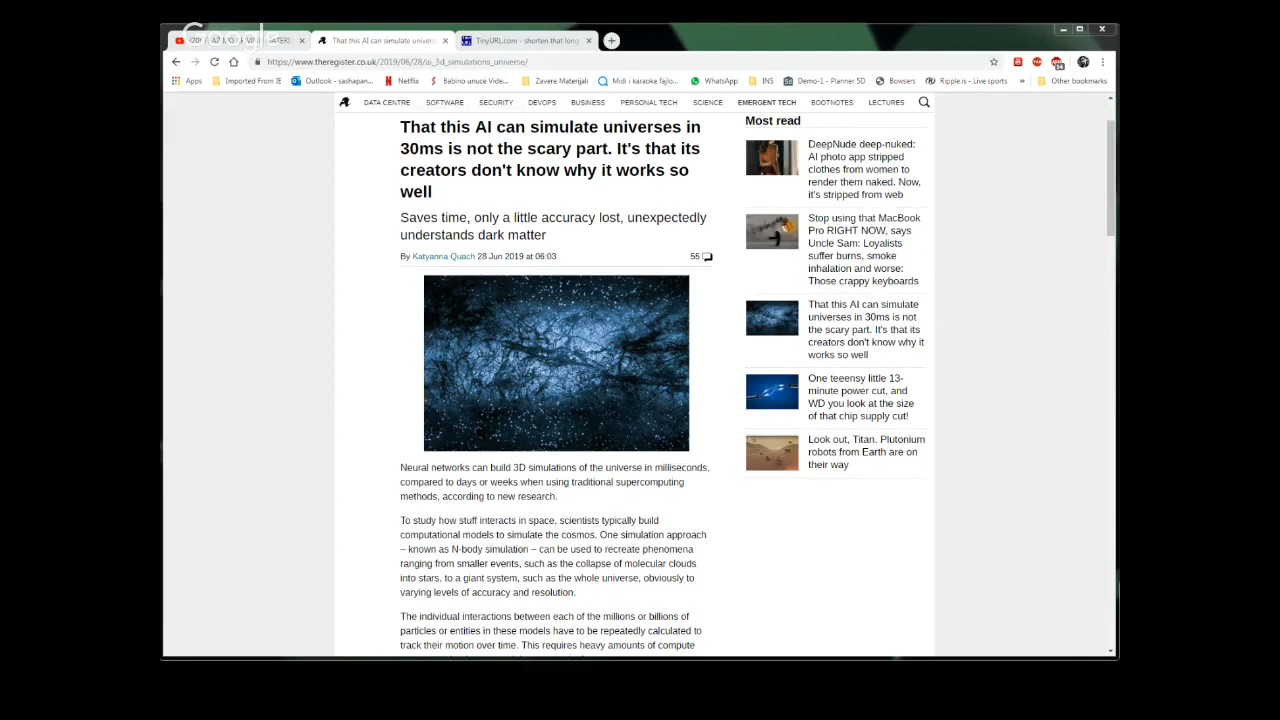 Google
That this AI can simulate univers
TinyURL.com - shorten that long
https://www.theregister.co.uk/2019/06/28/ai_3d_simulations_universe/
Apps Imported From IE Outlook - sashapan... Netflix Babino unuce Vide... Zavere Materijali Midi i karaoke fajlo... WhatsApp INS Demo-1 - Planner 5D Bowsers Ripple.is - Live sports » Other bookmarks
DATA CENTRE SOFTWARE SECURITY DEVOPS BUSINESS PERSONAL TECH SCIENCE EMERGENT TECH BOOTNOTES LECTURES
That this AI can simulate universes in
30ms is not the scary part. It's that its
creators don't know why it works so
well
Saves time, only a little accuracy lost, unexpectedly
understands dark matter
By Katyanna Quach 28 Jun 2019 at 06:03
55
Neural networks can build 3D simulations of the universe in milliseconds,
compared to days or weeks when using traditional supercomputing
methods, according to new research.
To study how stuff interacts in space, scientists typically build
computational models to simulate the cosmos. One simulation approach
– known as N-body simulation – can be used to recreate phenomena
ranging from smaller events, such as the collapse of molecular clouds
into stars, to a giant system, such as the whole universe, obviously to
varying levels of accuracy and resolution.
The individual interactions between each of the millions or billions of
particles or entities in these models have to be repeatedly calculated to
track their motion over time. This requires heavy amounts of compute
Most read
DeepNude deep-nuked:
AI photo app stripped
clothes from women to
render them naked. Now,
it's stripped from web
Stop using that MacBook
Pro RIGHT NOW, says
Uncle Sam: Loyalists
suffer burns, smoke
inhalation and worse:
Those crappy keyboards
That this AI can simulate
universes in 30ms is not
the scary part. It's that its
creators don't know why it
works so well
One teeensy little 13-
minute power cut, and
WD you look at the size
of that chip supply cut!
Look out, Titan. Plutonium
robots from Earth are on
their way